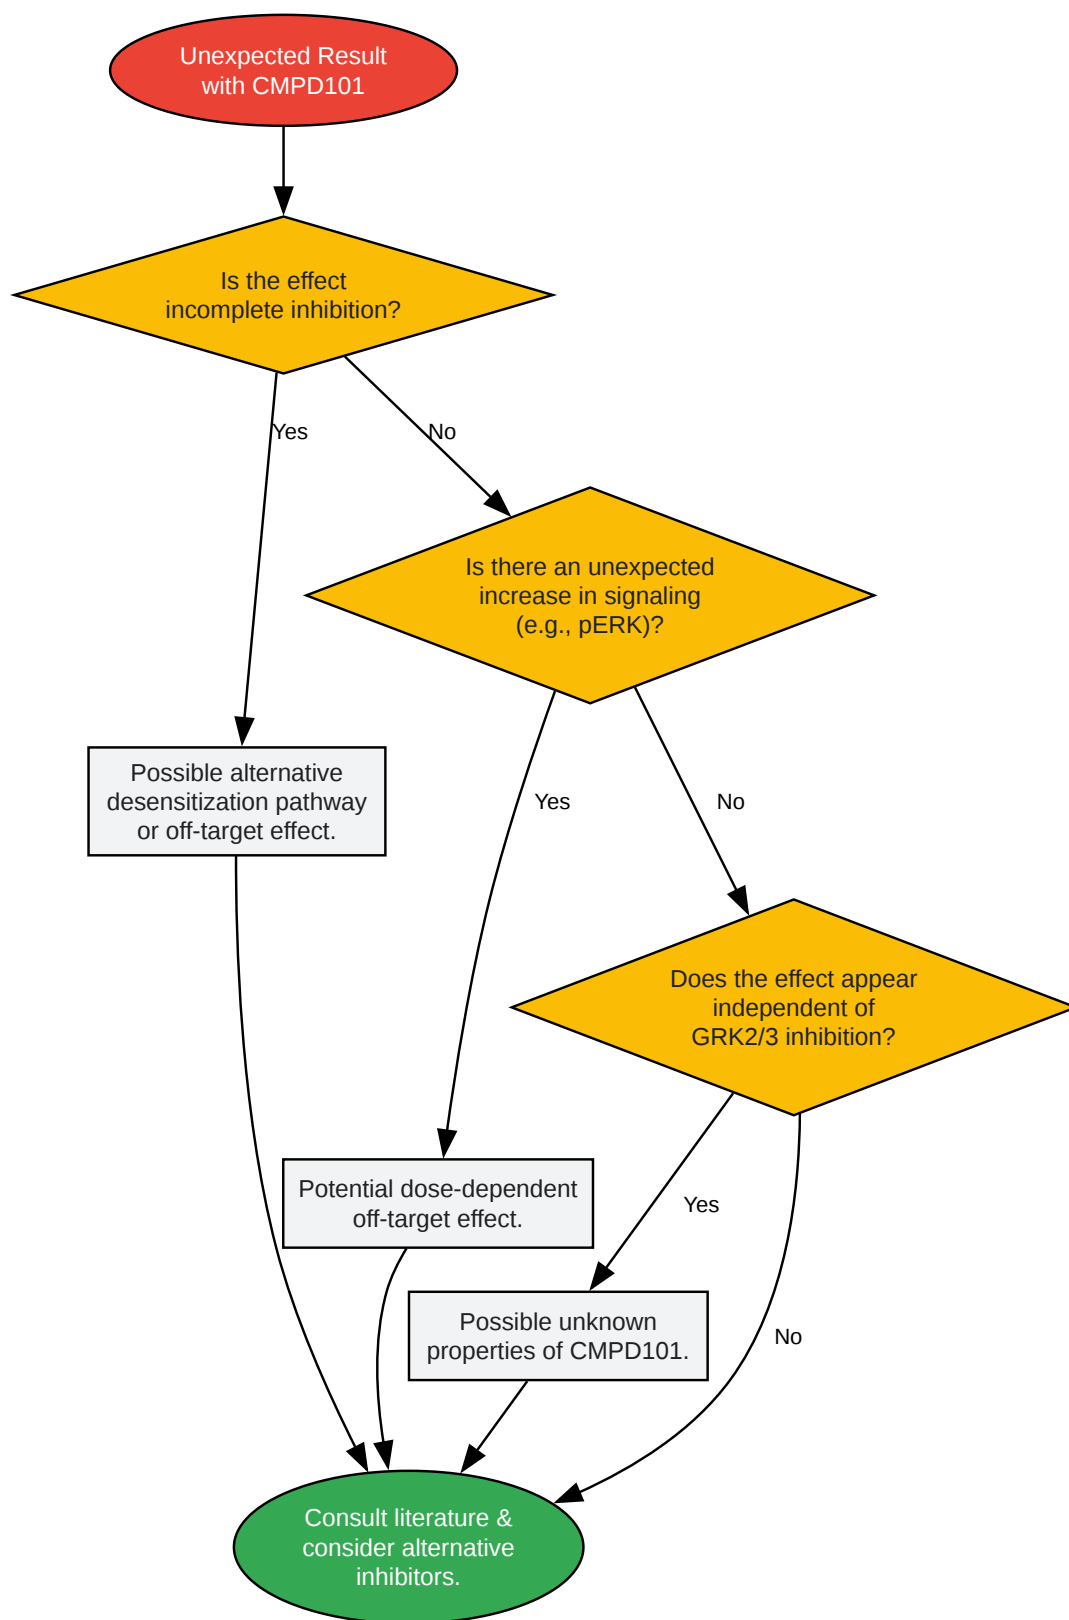 Unexpected Result
with CMPD101
Is the effect
incomplete inhibition?
Yes
No
Is there an unexpected
increase in signaling
(e.g., pERK)?
Possible alternative
desensitization pathway
or off-target effect.
Yes
No
Does the effect appear
independent of
GRK2/3 inhibition?
Potential dose-dependent
off-target effect.
Yes
Possible unknown
properties of CMPD101.
No
Consult literature &
consider alternative
inhibitors.